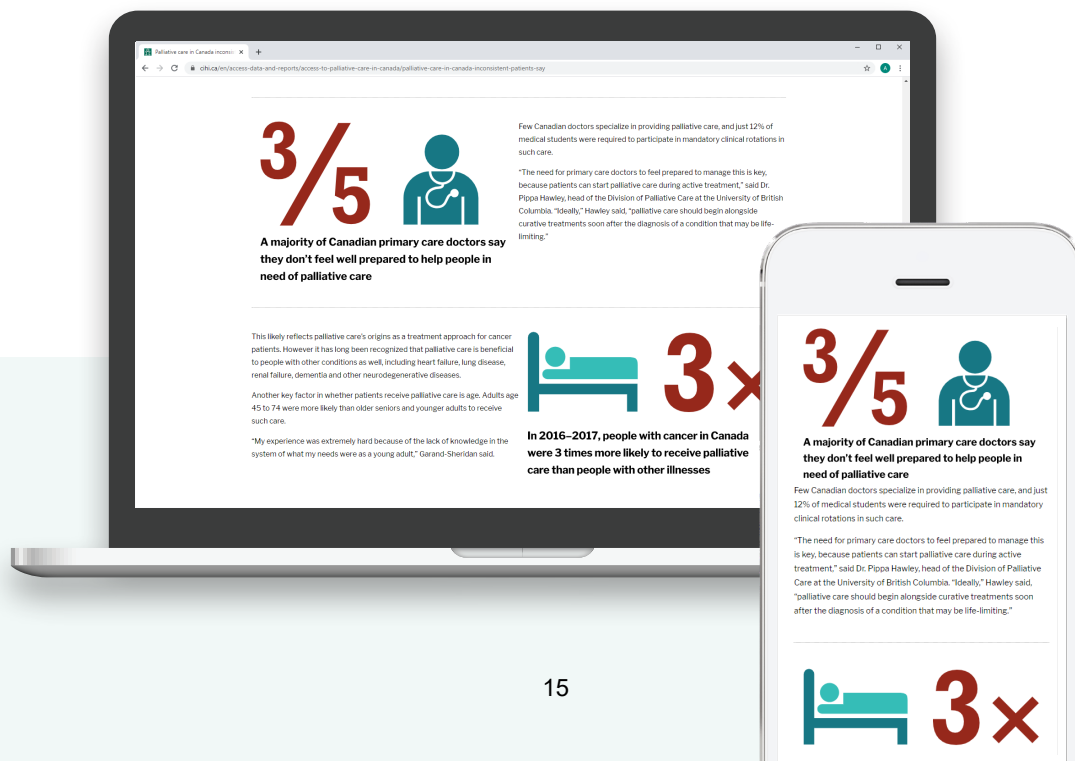 Palliative care in Canada inconsis
cihi.ca/en/access-data-and-reports/access-to-palliative-care-in-canada/palliative-care-in-canada-inconsistent-patients-say
A
3/5
A majority of Canadian primary care doctors say
they don't feel well prepared to help people in
need of palliative care
Few Canadian doctors specialize in providing palliative care, and just 12% of
medical students were required to participate in mandatory clinical rotations in
such care.
"The need for primary care doctors to feel prepared to manage this is key,
because patients can start palliative care during active treatment," said Dr.
Pippa Hawley, head of the Division of Palliative Care at the University of British
Columbia. "Ideally," Hawley said, "palliative care should begin alongside
curative treatments soon after the diagnosis of a condition that may be life-
limiting."
This likely reflects palliative care's origins as a treatment approach for cancer
patients. However it has long been recognized that palliative care is beneficial
to people with other conditions as well, including heart failure, lung disease,
renal failure, dementia and other neurodegenerative diseases.
Another key factor in whether patients receive palliative care is age. Adults age
45 to 74 were more likely than older seniors and younger adults to receive
such care.
"My experience was extremely hard because of the lack of knowledge in the
system of what my needs were as a young adult," Garand-Sheridan said.
3×
In 2016–2017, people with cancer in Canada
were 3 times more likely to receive palliative
care than people with other illnesses
3/5
A majority of Canadian primary care doctors say
they don't feel well prepared to help people in
need of palliative care
Few Canadian doctors specialize in providing palliative care, and just
12% of medical students were required to participate in mandatory
clinical rotations in such care.
"The need for primary care doctors to feel prepared to manage this
is key, because patients can start palliative care during active
treatment," said Dr. Pippa Hawley, head of the Division of Palliative
Care at the University of British Columbia. "Ideally," Hawley said,
"palliative care should begin alongside curative treatments soon
after the diagnosis of a condition that may be life-limiting."
3×
15